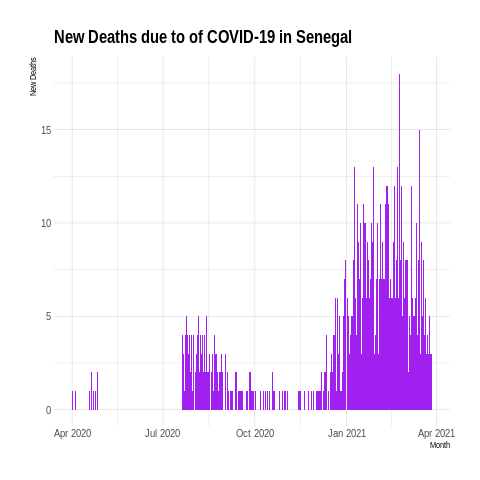 New Deaths due to of COVID-19 in Senegal
New Deaths
15
10
5
0
Apr 2020 Jul 2020 Oct 2020 Jan 2021 Apr 2021
Month